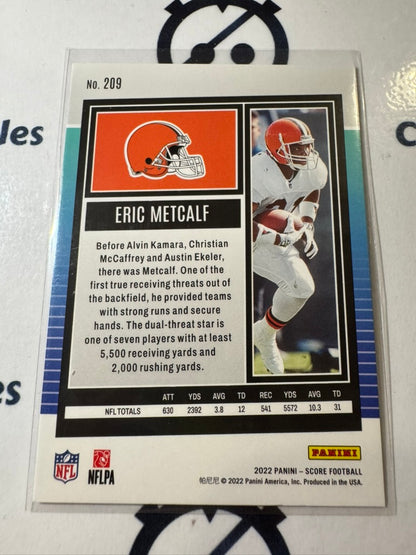 C
les
No. 209
ERIC METCALF
Before Alvin Kamara, Christian
McCaffrey and Austin Ekeler,
there was Metcalf. One of the
first true receiving threats out of
the backfield, he provided teams
with strong runs and secure
hands. The dual-threat star is
one of seven players with at least
5,500 receiving yards and
2,000 rushing yards.
ATT YDS AVG TD REC YDS AVG TD
NFL TOTALS 630 2392 3.8 12 541 5572 10.3 31
PANINI
NFL
NFLPA
2022 PANINI – SCORE FOOTBALL
帕尼尼 © 2022 Panini America, Inc. Produced in the USA.